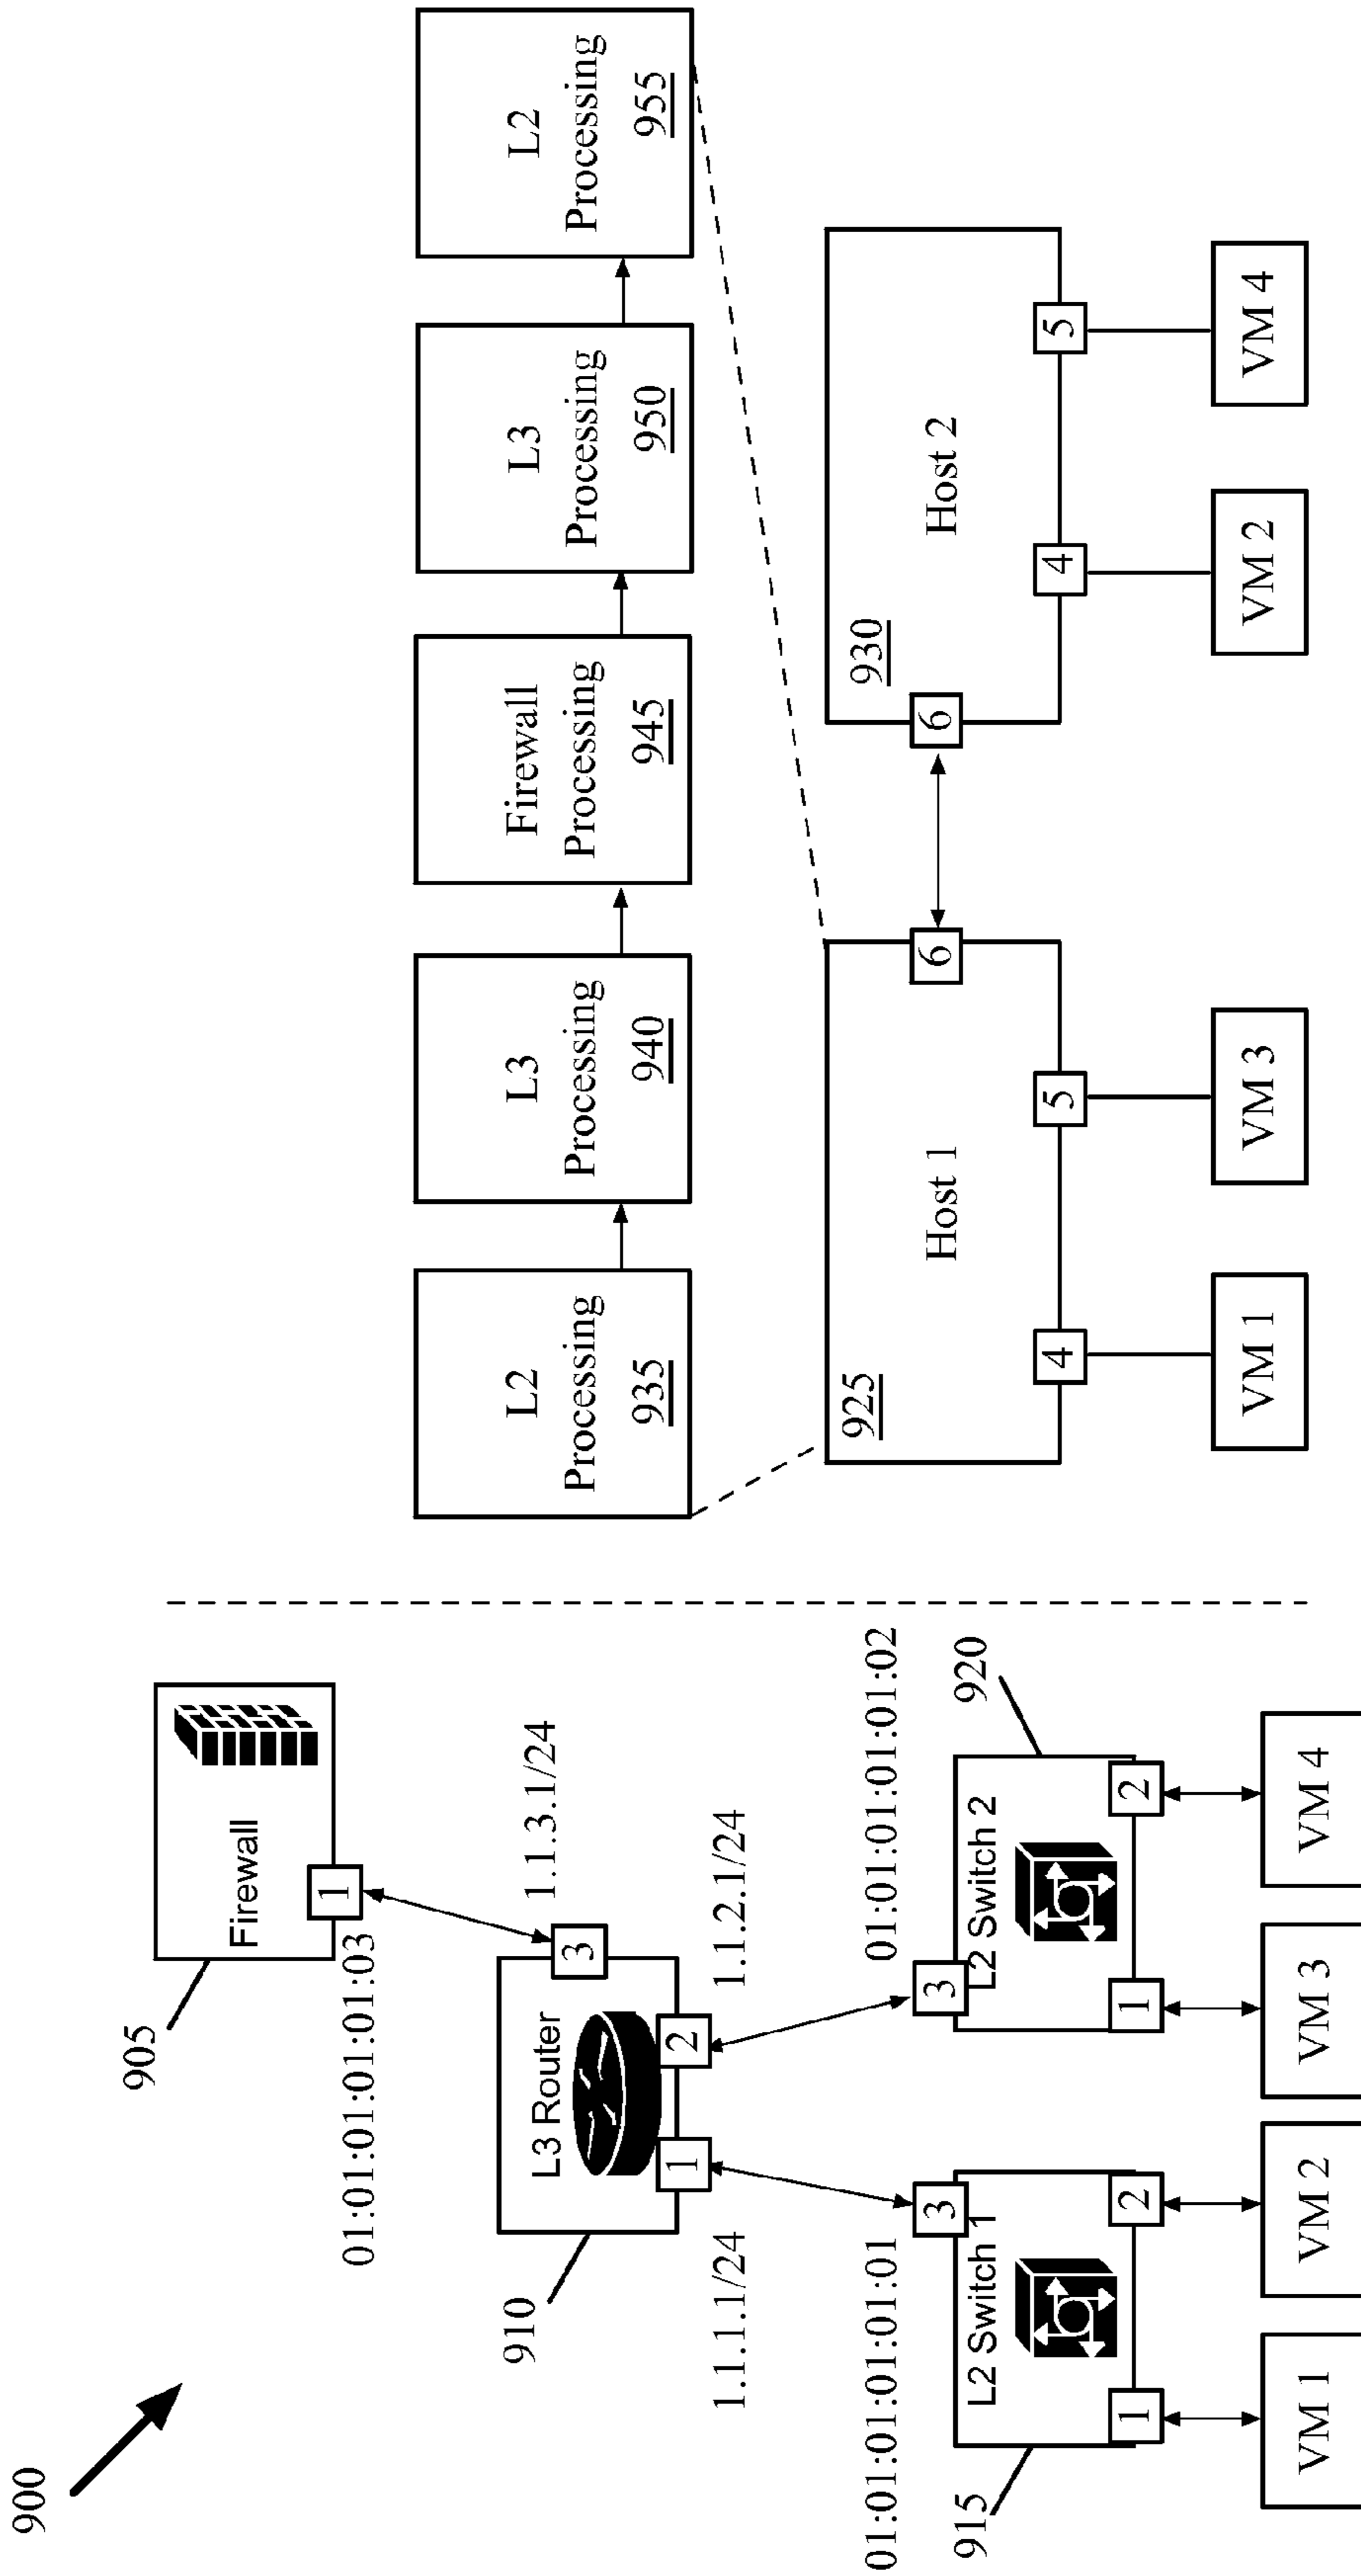 900
905
Firewall
1
01:01:01:01:01:03
1.1.3.1/24
910
L3 Router
3
1
2
1.1.1.1/24
1.1.2.1/24
01:01:01:01:01:01
01:01:01:01:01:02
915
3
L2 Switch 1
1
2
920
3
L2 Switch 2
1
2
VM 1
VM 2
VM 3
VM 4
L2
Processing
935
L3
Processing
940
Firewall
Processing
945
L3
Processing
950
L2
Processing
955
925
Host 1
6
4
5
VM 1
VM 3
930
6
Host 2
4
5
VM 2
VM 4